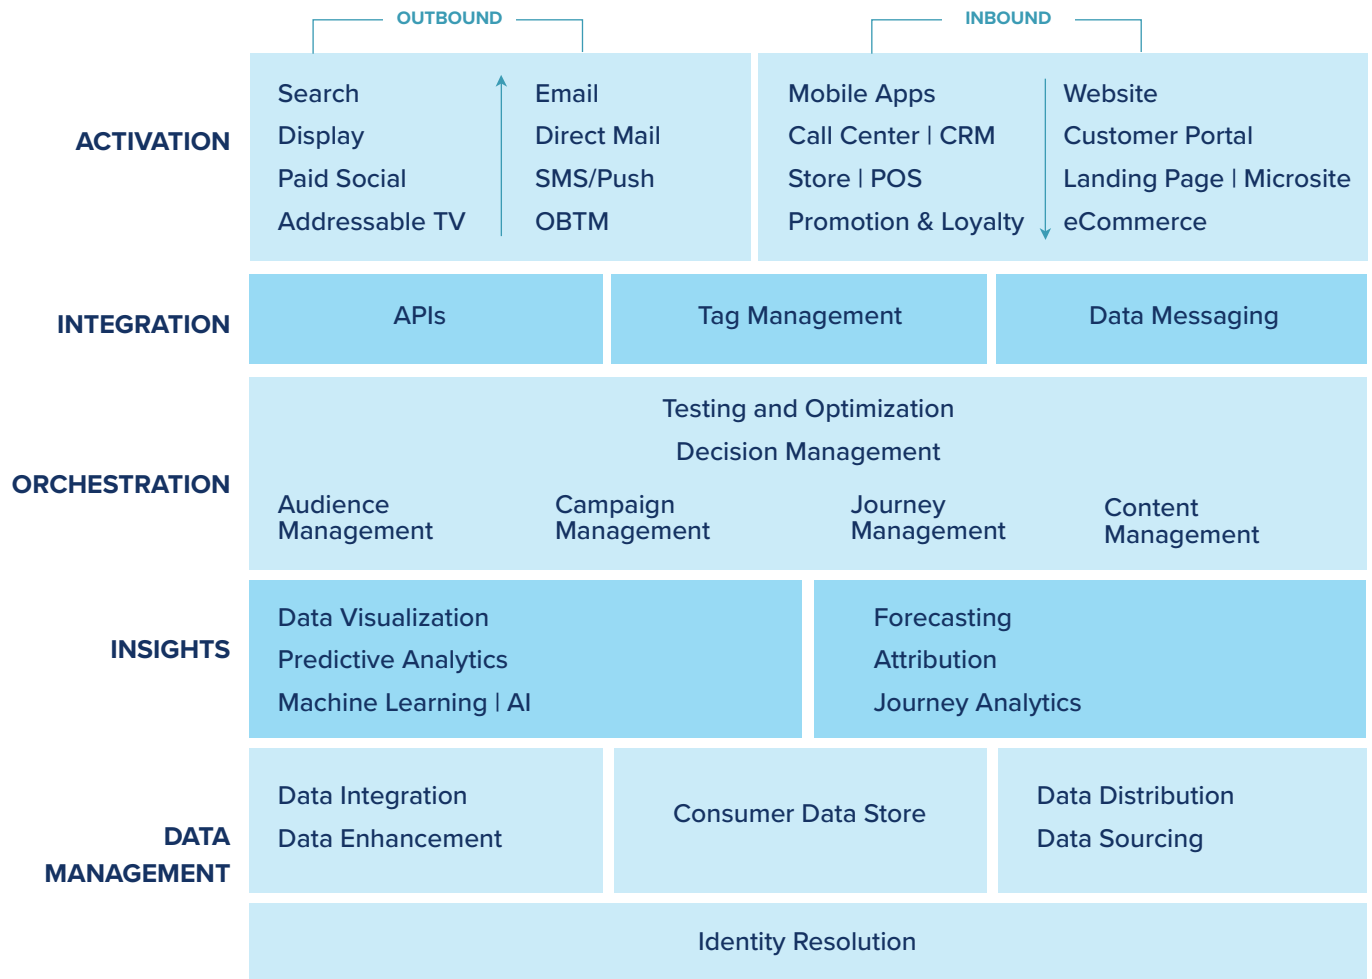 OUTBOUND
INBOUND
ACTIVATION
Search
Display
Paid Social
Addressable TV
Email
Direct Mail
SMS/Push
OBTM
Mobile Apps
Call Center | CRM
Store | POS
Promotion & Loyalty
Website
Customer Portal
Landing Page | Microsite
eCommerce
INTEGRATION
APIs
Tag Management
Data Messaging
ORCHESTRATION
Testing and Optimization
Decision Management
Audience
Management
Campaign
Management
Journey
Management
Content
Management
INSIGHTS
Data Visualization
Predictive Analytics
Machine Learning | AI
Forecasting
Attribution
Journey Analytics
DATA
MANAGEMENT
Data Integration
Data Enhancement
Consumer Data Store
Data Distribution
Data Sourcing
Identity Resolution